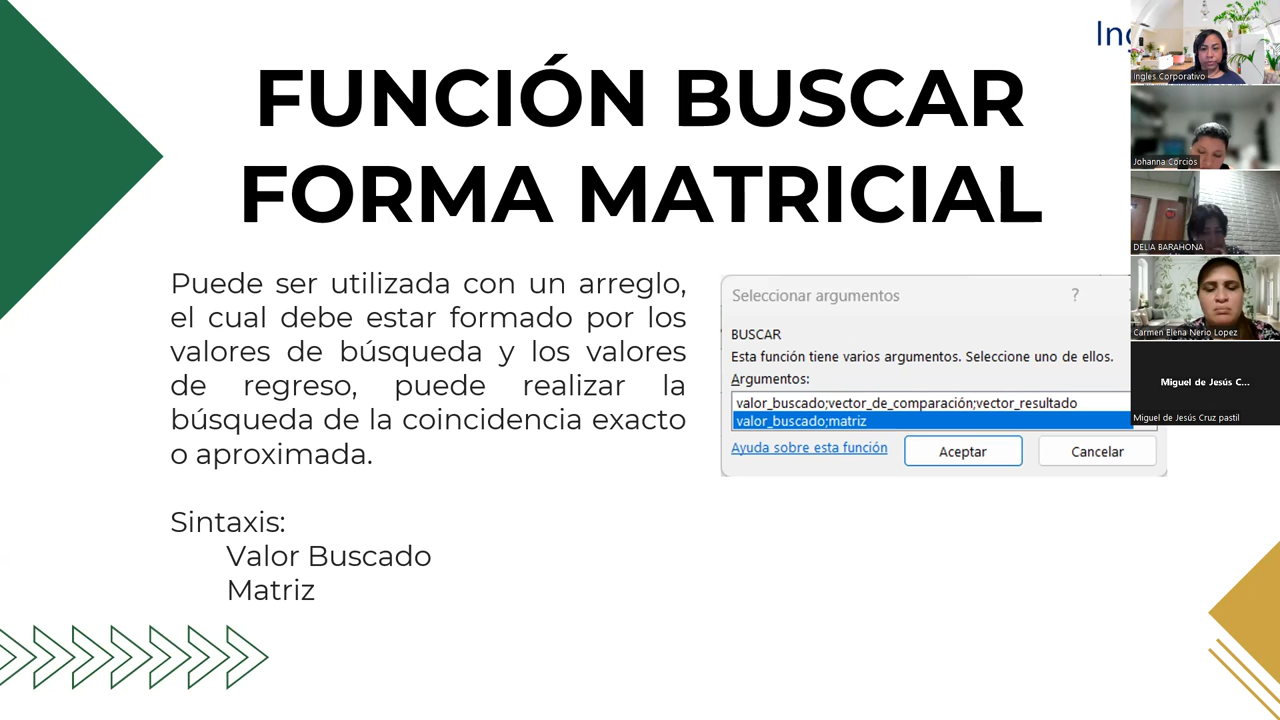 FUNCIÓN BUSCAR
FORMA MATRICIAL
Puede ser utilizada con un arreglo,
el cual debe estar formado por los
valores de búsqueda y los valores
de regreso, puede realizar la
búsqueda de la coincidencia exacto
o aproximada.
Sintaxis:
Valor Buscado
Matriz
Seleccionar argumentos
?
BUSCAR
Esta función tiene varios argumentos. Seleccione uno de ellos.
Argumentos:
valor_buscado;vector_de_comparación;vector_resultado
valor_buscado;matriz
Ayuda sobre esta función
Aceptar
Cancelar
Ingles Corporativo
Johanna Corcios
DELIA BARAHONA
Carmen Elena Nerio Lopez
Miguel de Jesús C...
Miguel de Jesús Cruz pastil